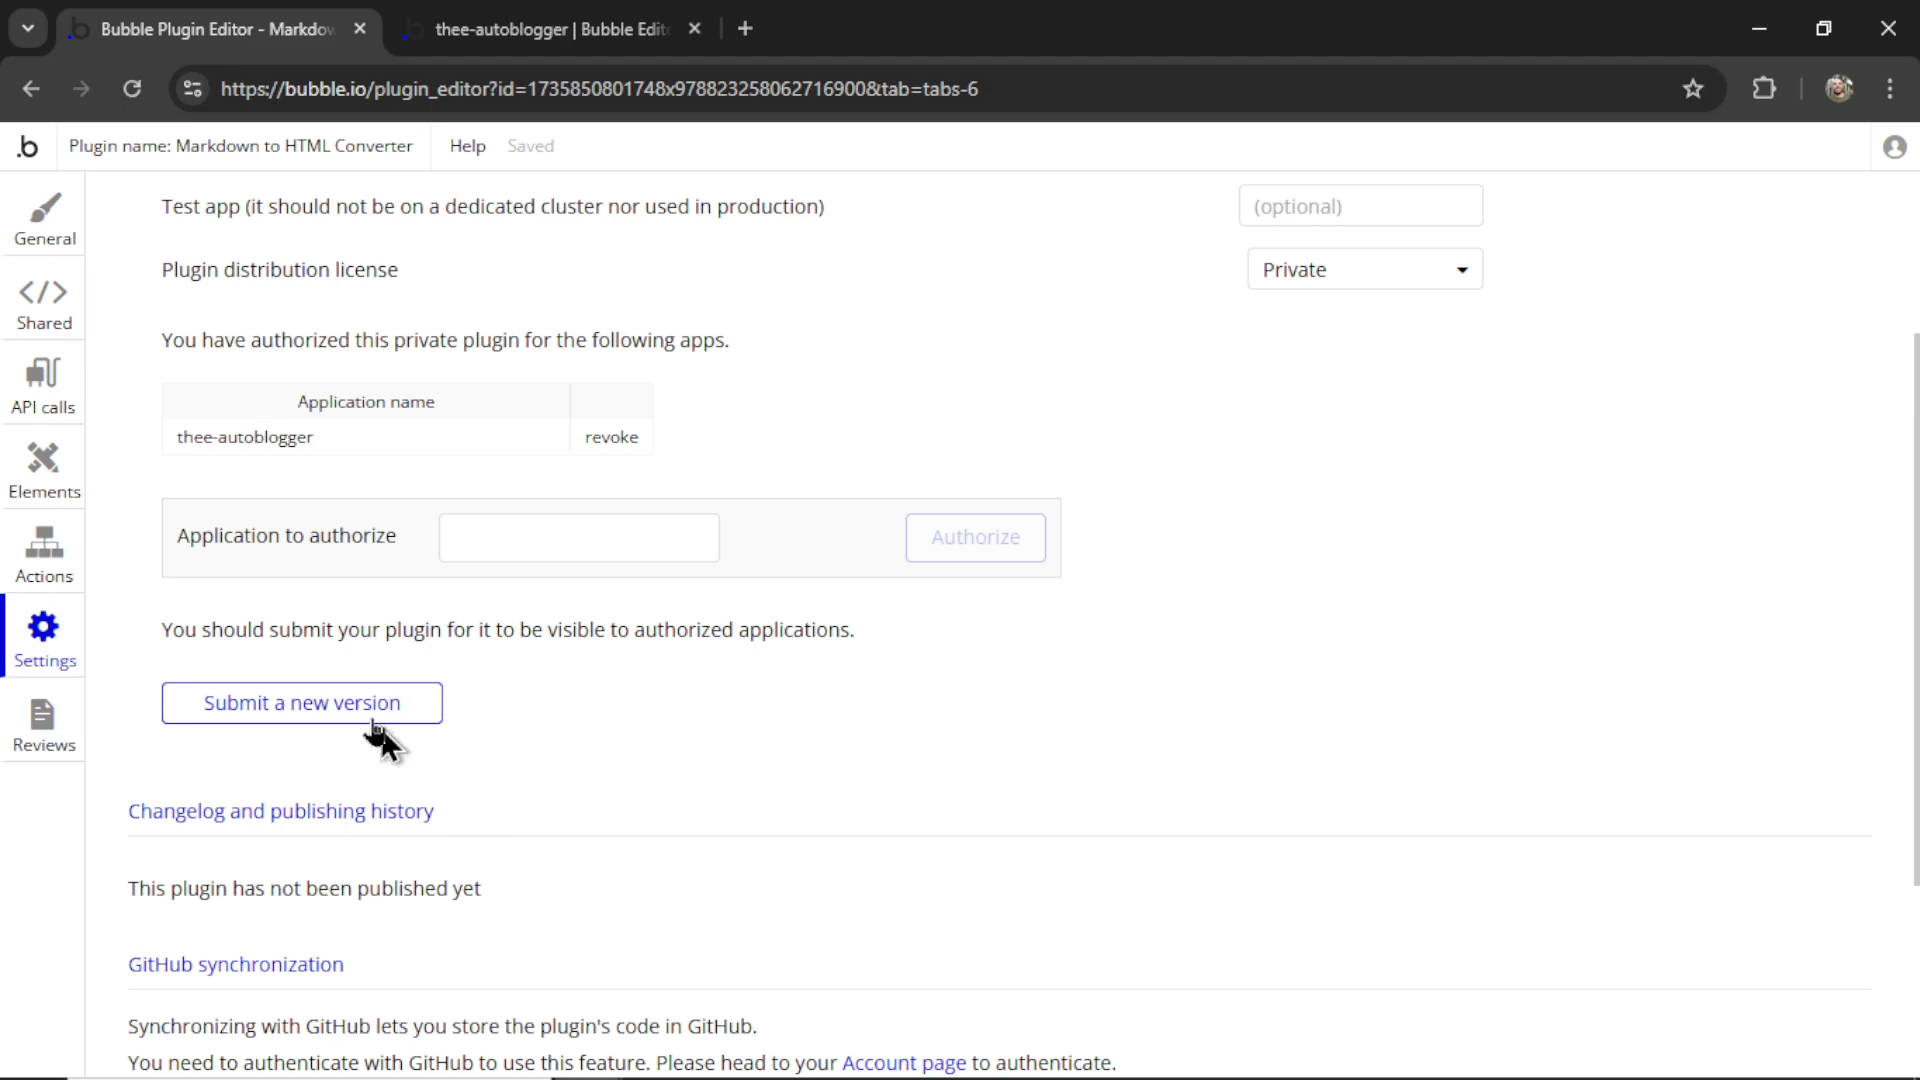 Bubble Plugin Editor - Markdow
thee-autoblogger | Bubble Edit
https://bubble.io/plugin_editor?id=1735850801748x978823258062716900&tab=tabs-6
.b
Plugin name: Markdown to HTML Converter
Help
Saved
General
Shared
API calls
Elements
Actions
Settings
Reviews
Test app (it should not be on a dedicated cluster nor used in production)
(optional)
Plugin distribution license
Private
You have authorized this private plugin for the following apps.
Application name
thee-autoblogger
revoke
Application to authorize
Authorize
You should submit your plugin for it to be visible to authorized applications.
Submit a new version
Changelog and publishing history
This plugin has not been published yet
GitHub synchronization
Synchronizing with GitHub lets you store the plugin's code in GitHub.
You need to authenticate with GitHub to use this feature. Please head to your Account page to authenticate.